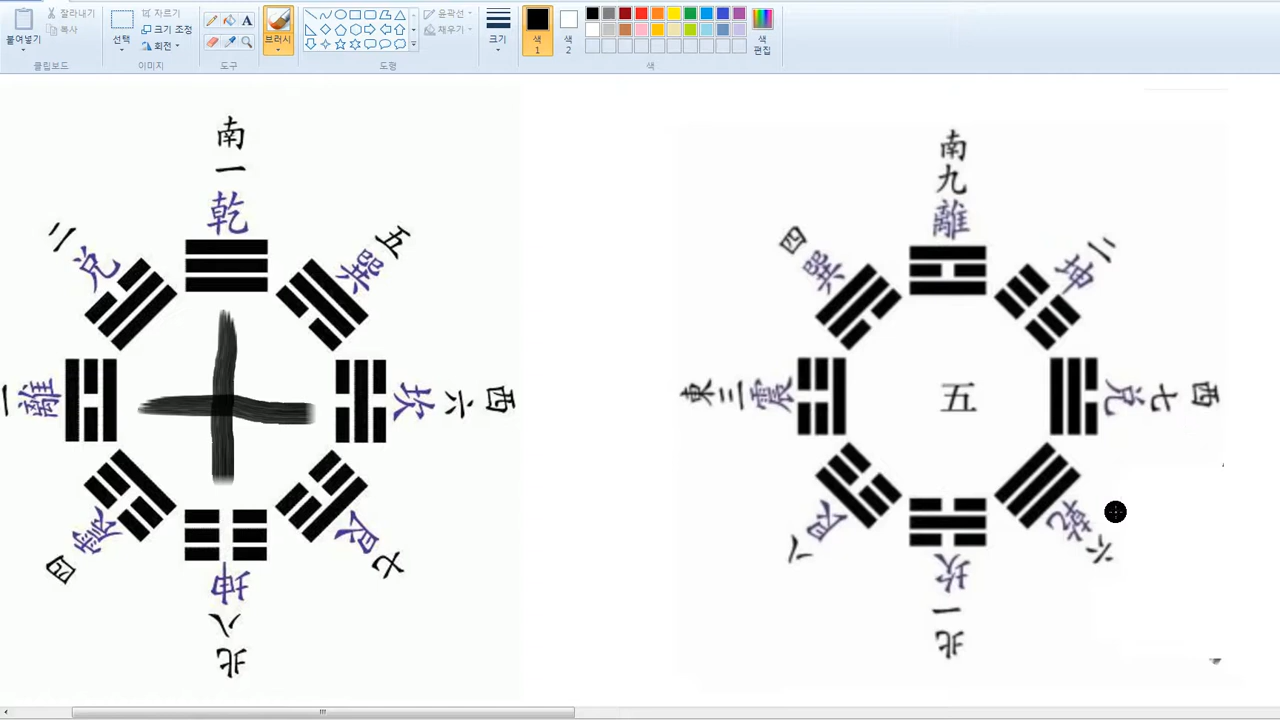 붙여넣기
잘라내기
복사
클립보드
선택
자르기
크기 조정
회전
이미지
A
도구
브러시
윤곽선
채우기
도형
크기
색
1
색
2
색
편집
색
南
一
乾
二
兌
五
巽
離
坎
六
西
四
震
坤
八
北
艮
七
南
九
離
四
巽
二
坤
東
三
震
五
兌
七
西
八
艮
坎
一
北
乾
六